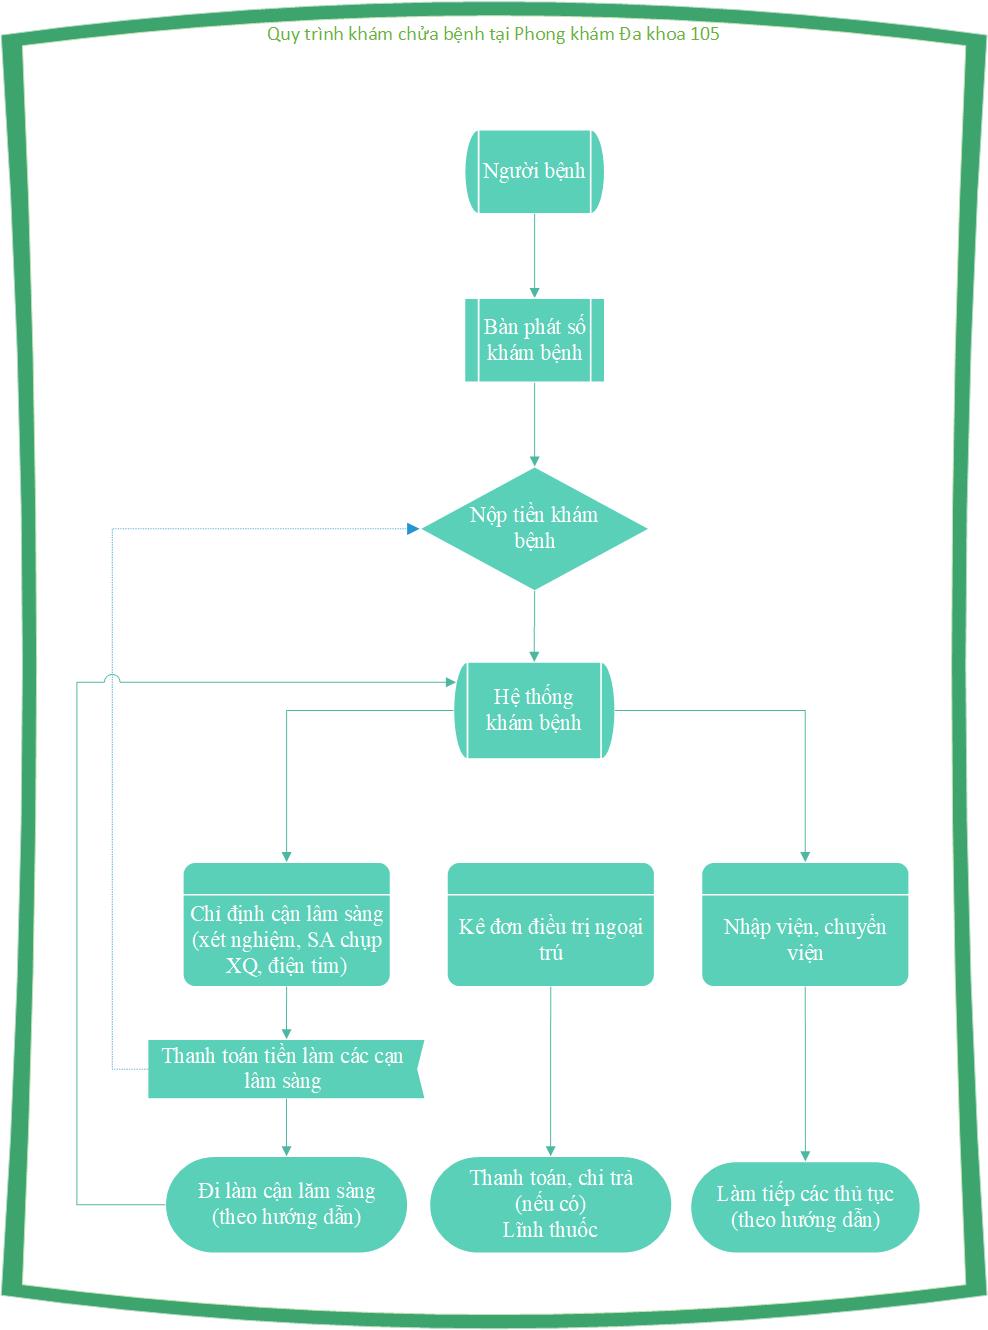 Quy trình khám chửa bệnh tại Phong khám Đa khoa 105
Người bệnh
Bàn phát số
khám bệnh
Nộp tiền khám
bệnh
Hệ thống
khám bệnh
Chỉ định cận lâm sàng
(xét nghiệm, SA chụp
XQ, điện tim)
Kê đơn điều trị ngoại
trú
Nhập viện, chuyển
viện
Thanh toán tiền làm các cạn
lâm sàng
Đi làm cận lăm sàng
(theo hướng dẫn)
Thanh toán, chi trả
(nếu có)
Lĩnh thuốc
Làm tiếp các thủ tục
(theo hướng dẫn)